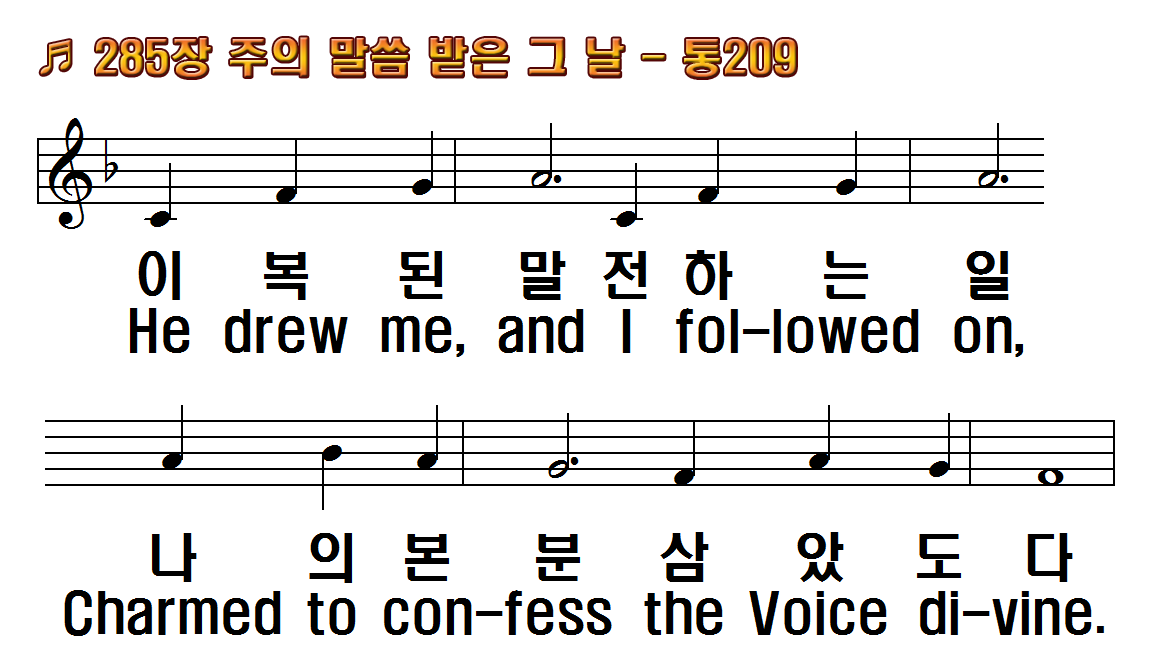 ♬ 285장 주의 말씀 받은 그 날 - 통209
이 복 된 말 전 하 는 일
He drew me, and I fol-lowed on,
나 의 본 분 삼 았 도 다
Charmed to con-fess the Voice di-vine.